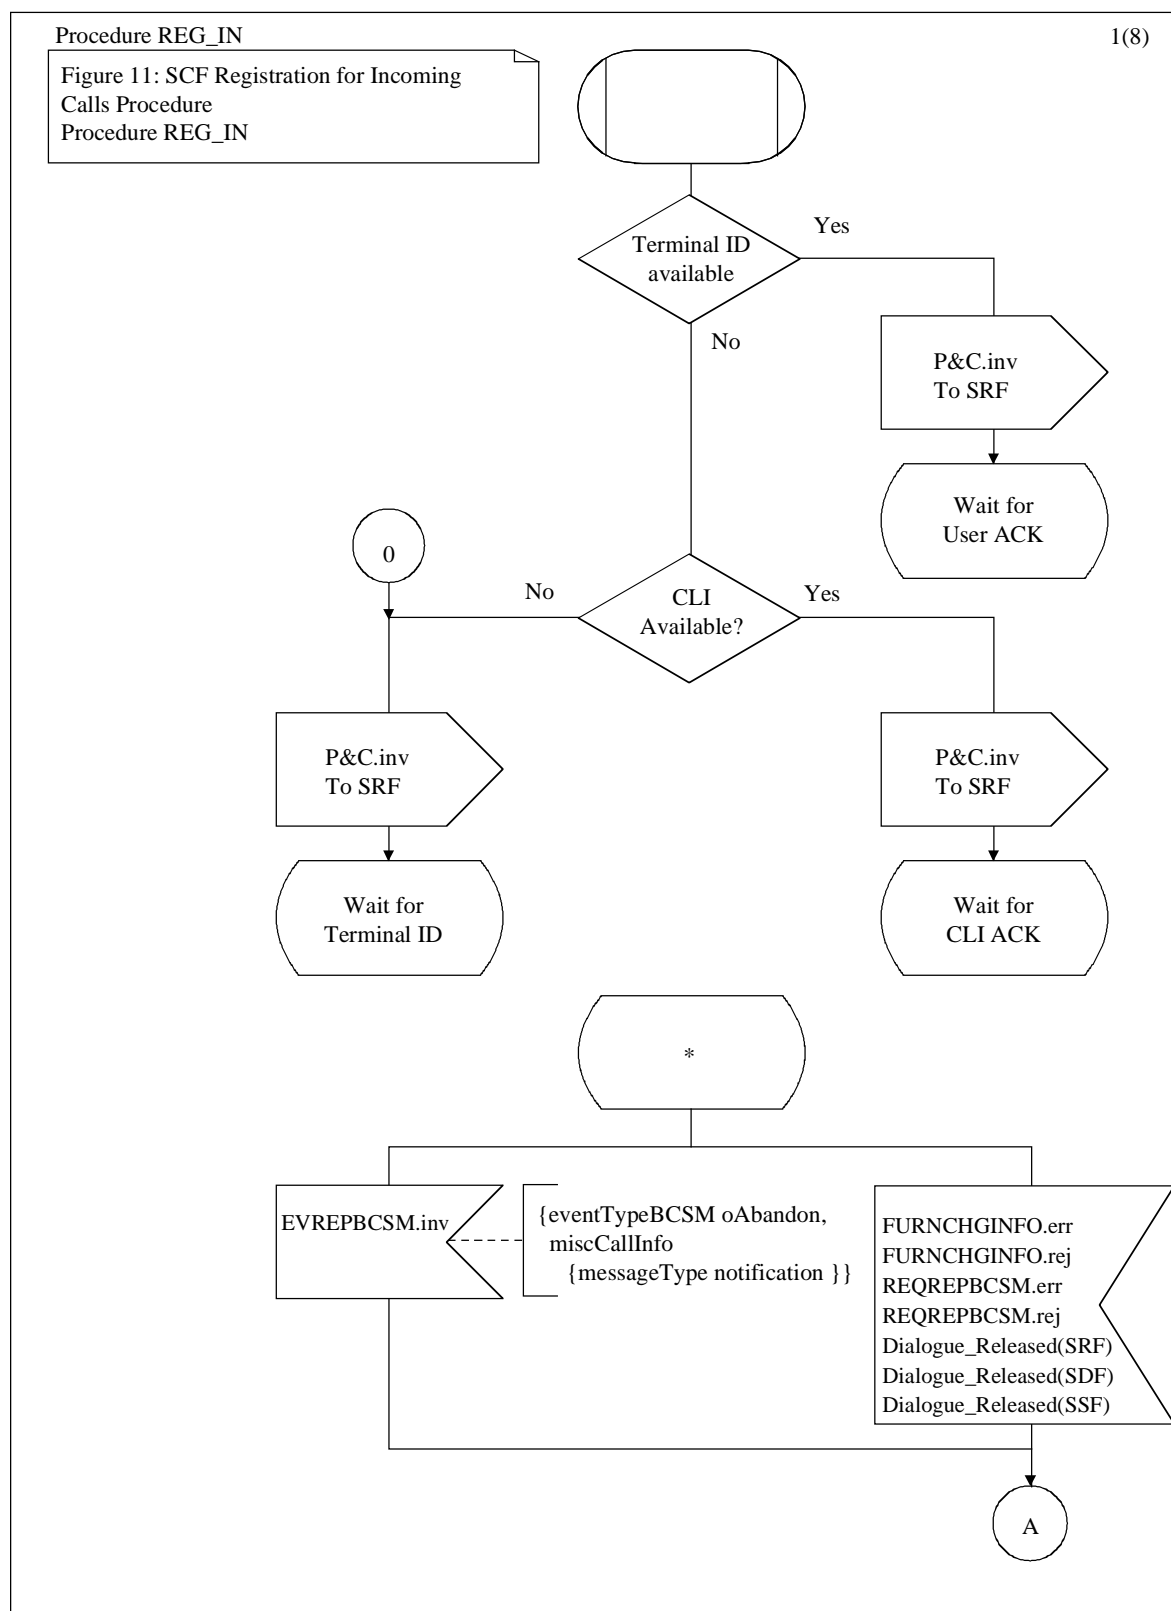 Procedure REG_IN
1(8)
Figure 11: SCF Registration for Incoming
Calls Procedure
Procedure REG_IN
Terminal ID
available
Yes
No
P&C.inv
To SRF
Wait for
User ACK
0
No
CLI
Available?
Yes
P&C.inv
To SRF
P&C.inv
To SRF
Wait for
Terminal ID
Wait for
CLI ACK
*
EVREPBCSM.inv
{eventTypeBCSM oAbandon,
miscCallInfo
{messageType notification }}
FURNCHGINFO.err
FURNCHGINFO.rej
REQREPBCSM.err
REQREPBCSM.rej
Dialogue_Released(SRF)
Dialogue_Released(SDF)
Dialogue_Released(SSF)
A